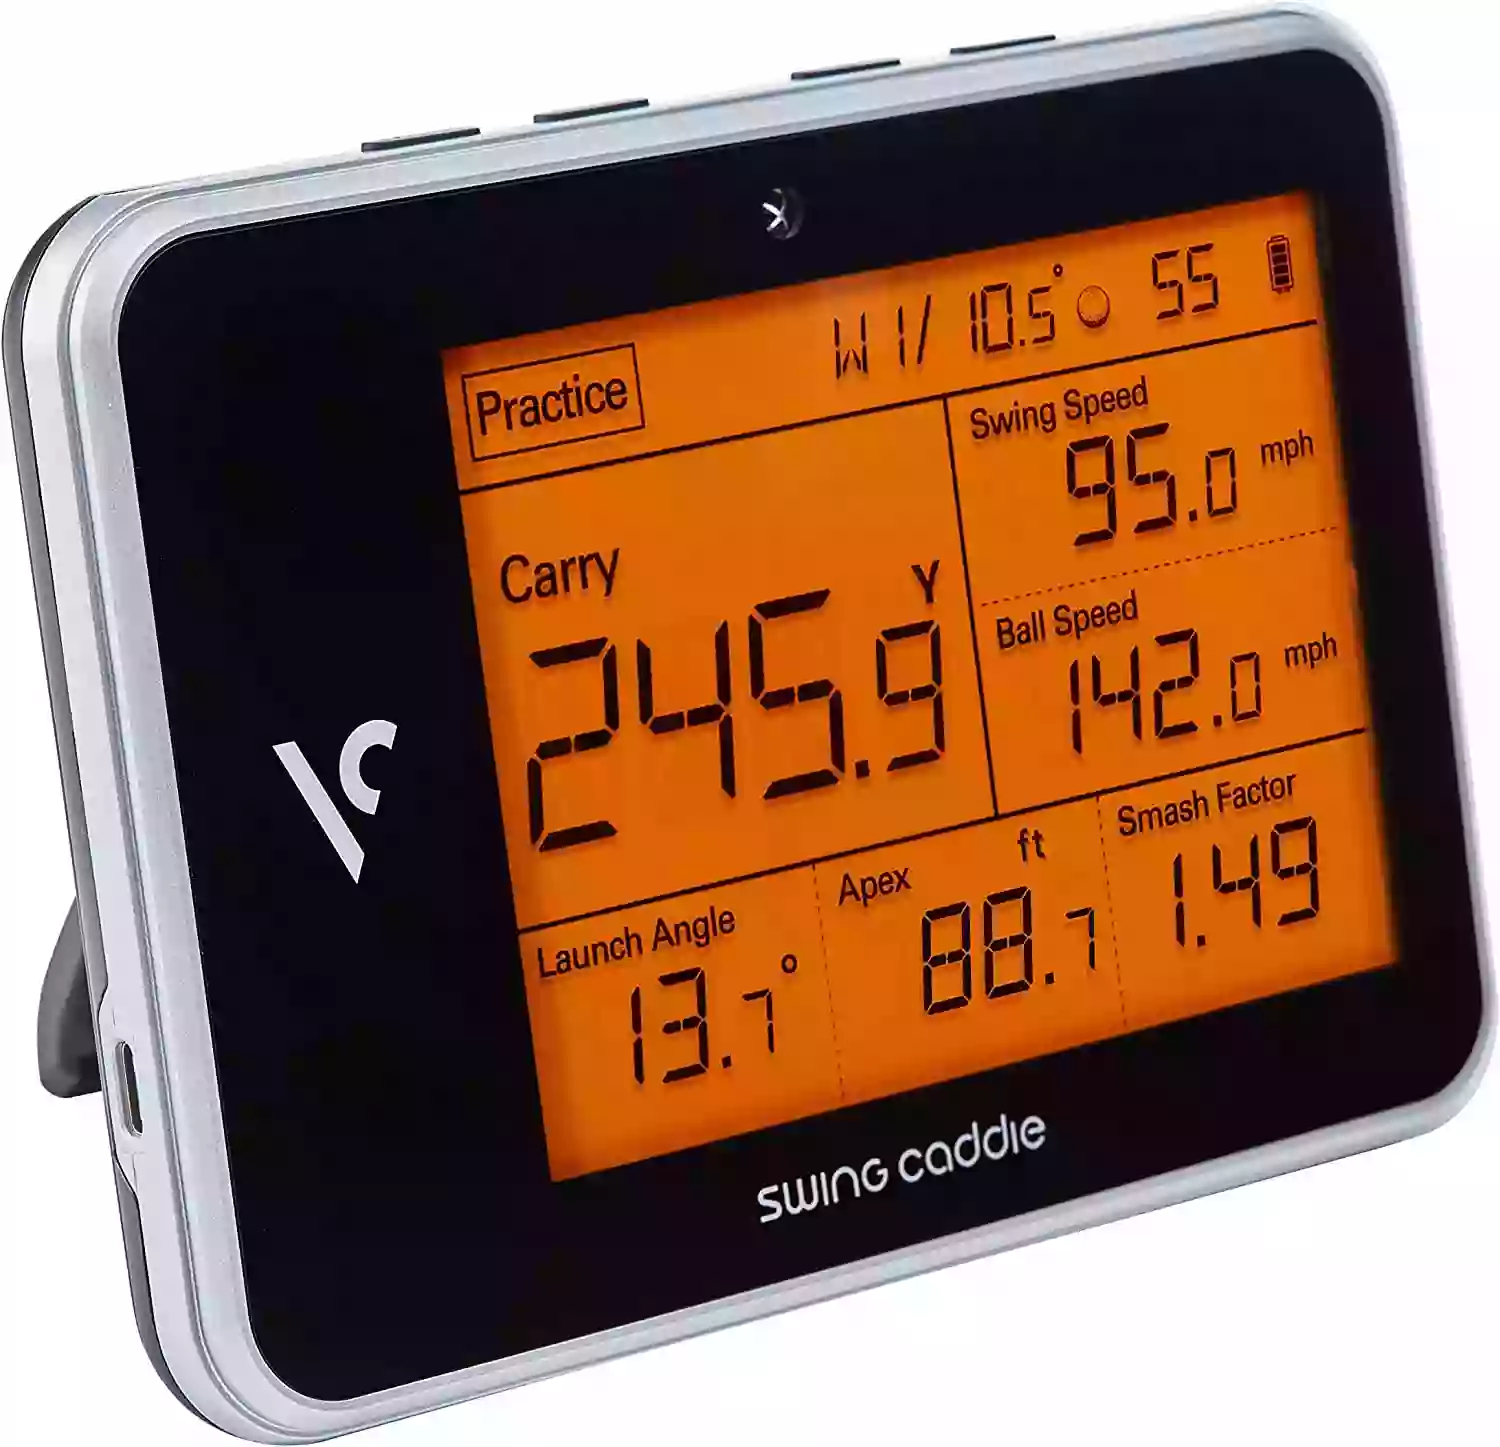 Practice
W1/ 10.5° 55
Carry
Y
245.9
Swing Speed
95.0 mph
Ball Speed
142.0 mph
Launch Angle
13.7°
Apex
ft
88.7
Smash Factor
1.49
VC
SWING caddie